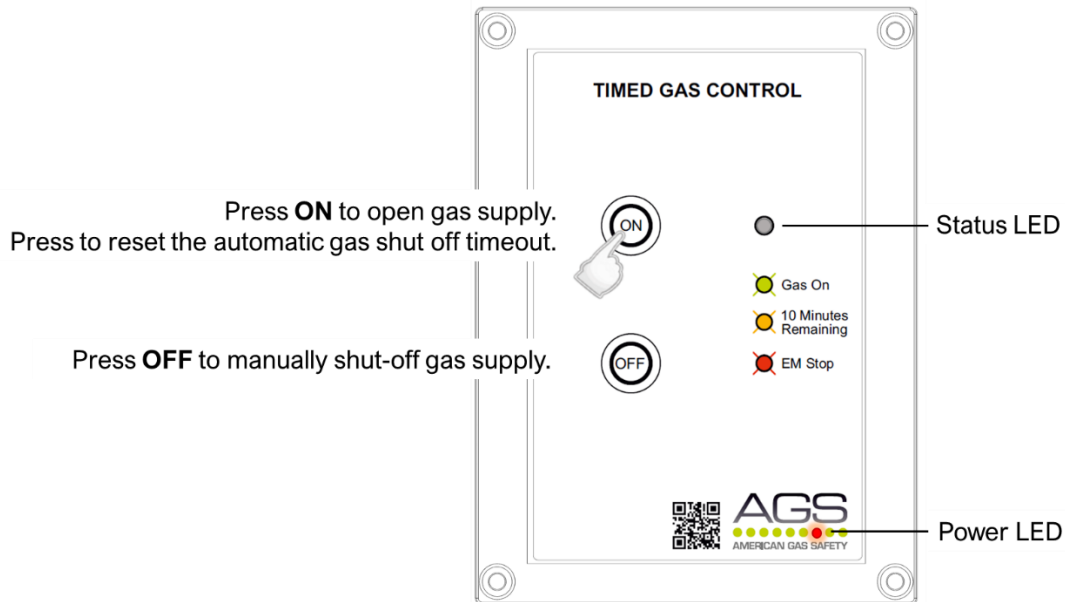 TIMED GAS CONTROL
Press ON to open gas supply.
Press to reset the automatic gas shut off timeout.
ON
Status LED
Gas On
10 Minutes
Remaining
Press OFF to manually shut-off gas supply.
OFF
EM Stop
AGS
AMERICAN GAS SAFETY
Power LED